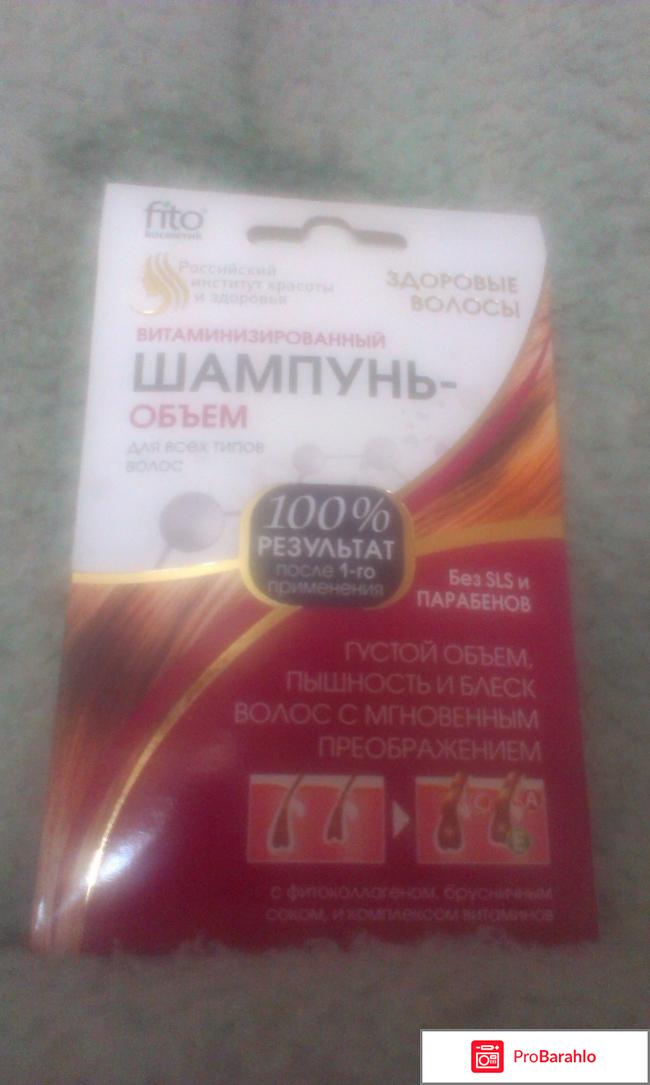 fito
косметик
Российский
институт красоты
и здоровья
ЗДОРОВЫЕ
ВОЛОСЫ
ВИТАМИНИЗИРОВАННЫЙ
ШАМПУНЬ-
ОБЪЕМ
для всех типов
волос
100%
РЕЗУЛЬТАТ
после 1-го
применения
Без SLS и
ПАРАБЕНОВ
ГУСТОЙ ОБЪЕМ,
ПЫШНОСТЬ И БЛЕСК
ВОЛОС С МГНОВЕННЫМ
ПРЕОБРАЖЕНИЕМ
A
E
с фитоколлагеном, брусничным
соком, и комплексом витаминов
ProBarahlo